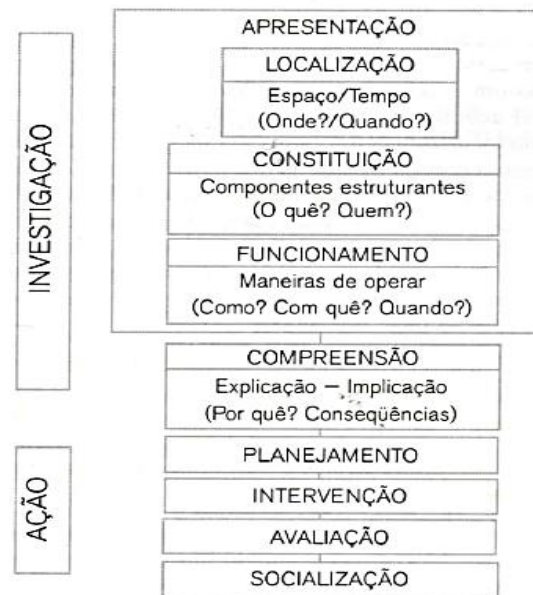 INVESTIGAÇÃO
APRESENTAÇÃO
LOCALIZAÇÃO
Espaço/Tempo
(Onde?/Quando?)
CONSTITUIÇÃO
Componentes estruturantes
(O quê? Quem?)
FUNCIONAMENTO
Maneiras de operar
(Como? Com quê? Quando?)
COMPREENSÃO
Explicação — Implicação
(Por quê? Conseqüências)
AÇÃO
PLANEJAMENTO
INTERVENÇÃO
AVALIAÇÃO
SOCIALIZAÇÃO